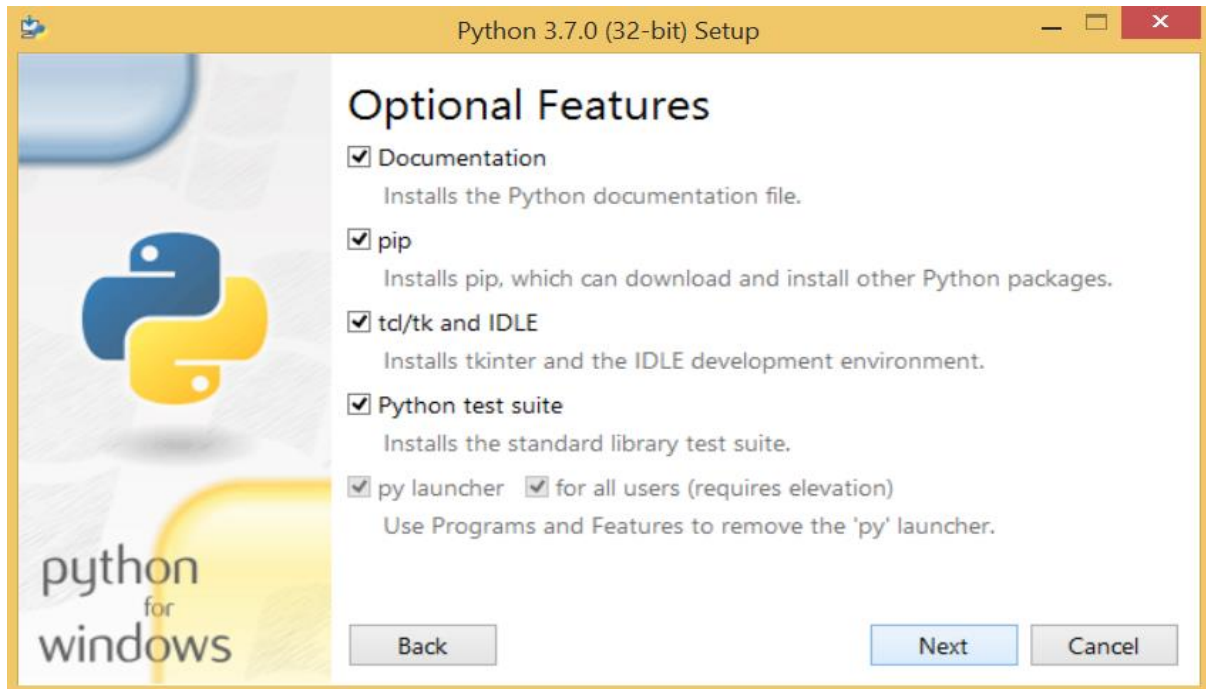 Python 3.7.0 (32-bit) Setup
Optional Features
Documentation
Installs the Python documentation file.
pip
Installs pip, which can download and install other Python packages.
tcl/tk and IDLE
Installs tkinter and the IDLE development environment.
Python test suite
Installs the standard library test suite.
py launcher for all users (requires elevation)
Use Programs and Features to remove the 'py' launcher.
python
for
windows
Back Next Cancel